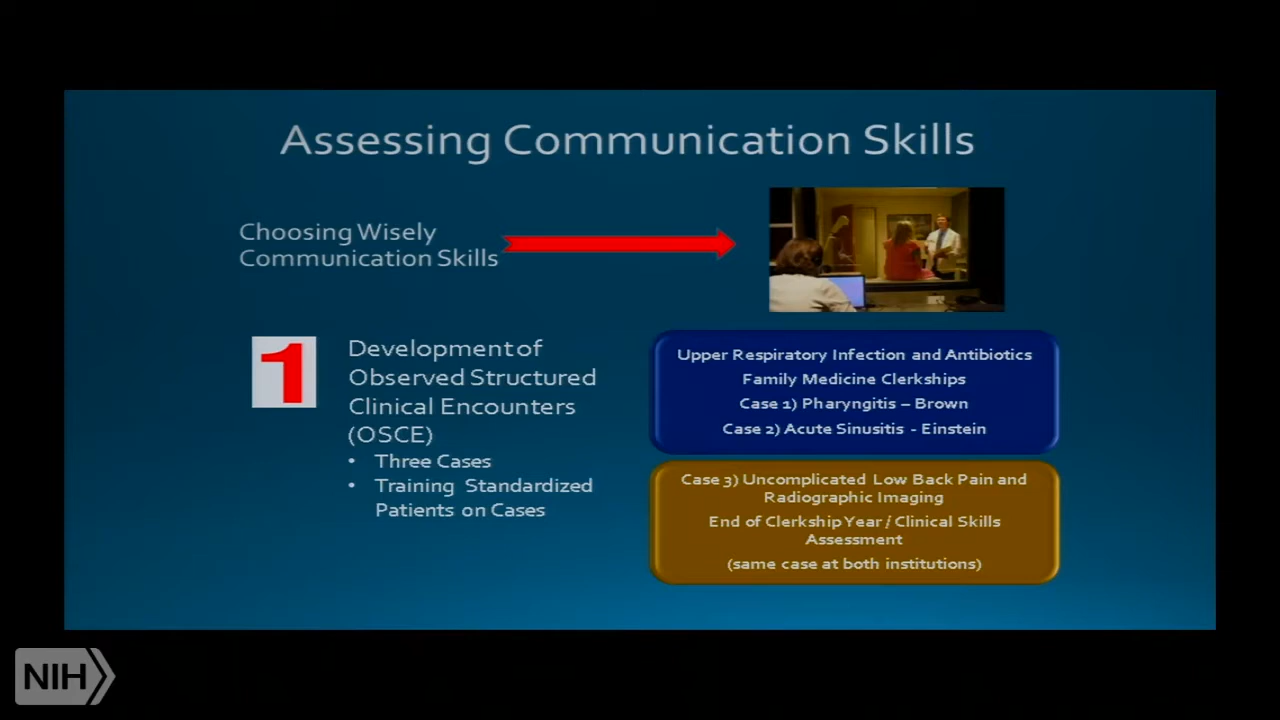 Assessing Communication Skills
Choosing Wisely
Communication Skills
1
Development of
Observed Structured
Clinical Encounters
(OSCE)
• Three Cases
• Training Standardized
Patients on Cases
Upper Respiratory Infection and Antibiotics
Family Medicine Clerkships
Case 1) Pharyngitis – Brown
Case 2) Acute Sinusitis - Einstein
Case 3) Uncomplicated Low Back Pain and
Radiographic Imaging
End of Clerkship Year / Clinical Skills
Assessment
(same case at both institutions)
NIH